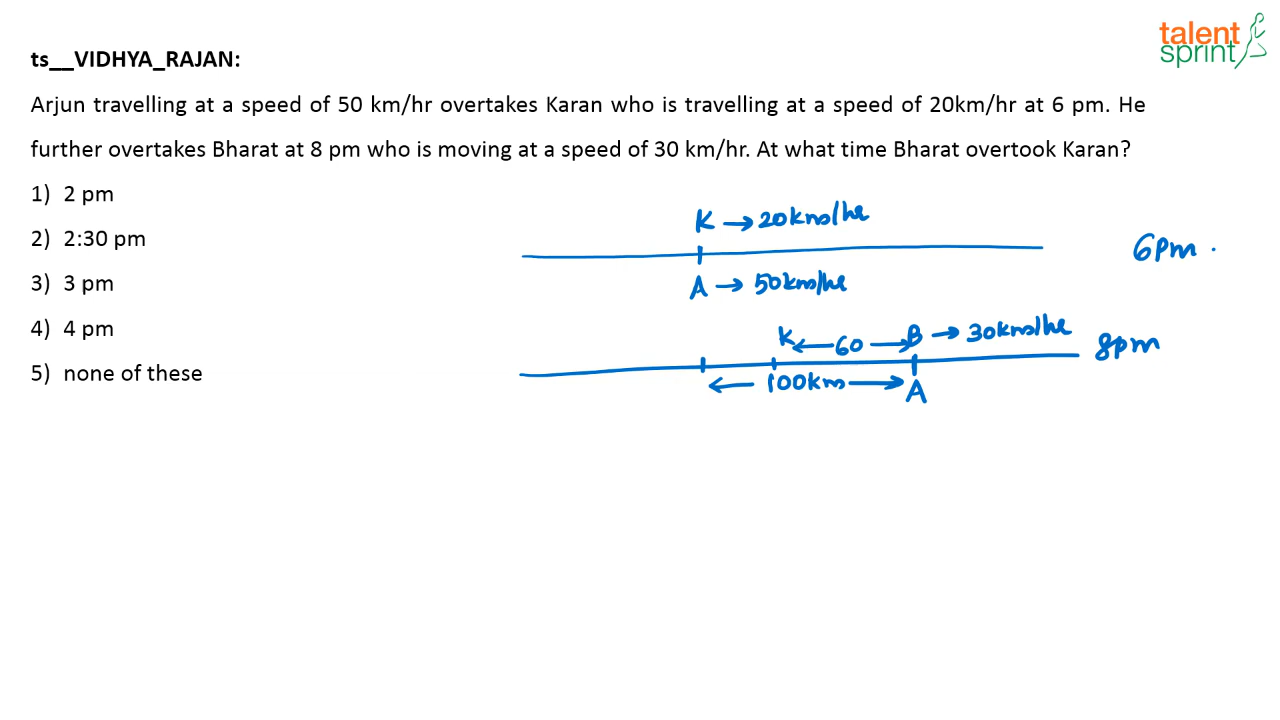 talent
sprint
ts__VIDHYA_RAJAN:
Arjun travelling at a speed of 50 km/hr overtakes Karan who is travelling at a speed of 20km/hr at 6 pm. He
further overtakes Bharat at 8 pm who is moving at a speed of 30 km/hr. At what time Bharat overtook Karan?
1) 2 pm
2) 2:30 pm
3) 3 pm
4) 4 pm
5) none of these
K → 20kms/hr
6pm.
A → 50kms/hr
K ← 60 → B → 30kms/hr
8pm
← 100km → A